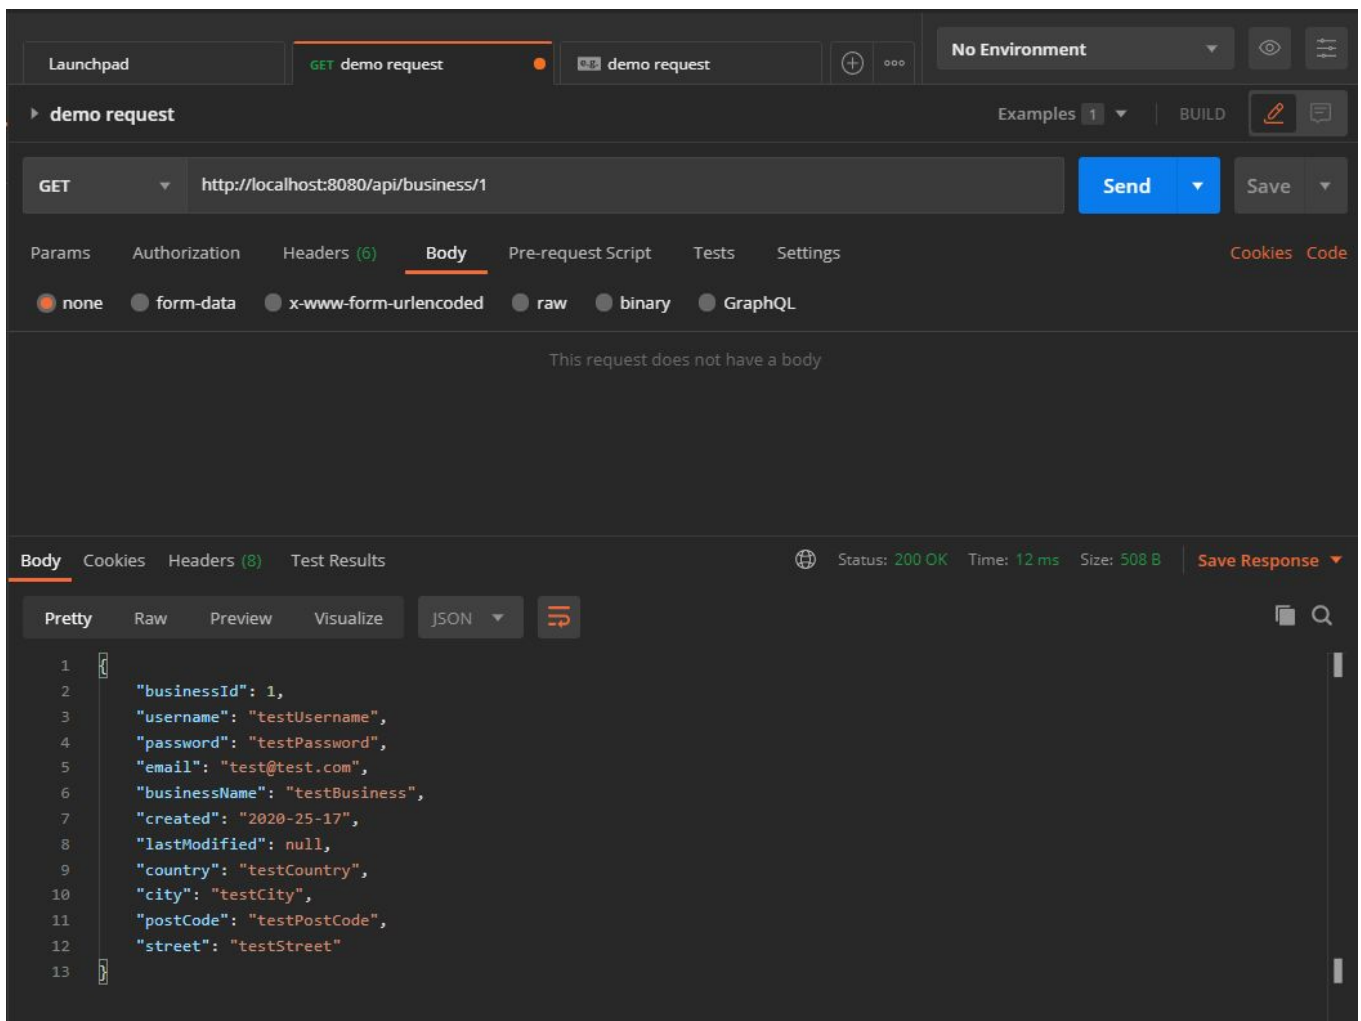 Launchpad GET demo request e.g. demo request ooo No Environment
demo request Examples 1 BUILD
GET http://localhost:8080/api/business/1 Send Save
Params Authorization Headers (6) Body Pre-request Script Tests Settings Cookies Code
none form-data x-www-form-urlencoded raw binary GraphQL
This request does not have a body
Body Cookies Headers (8) Test Results Status: 200 OK Time: 12 ms Size: 508 B Save Response
Pretty Raw Preview Visualize JSON
1 {
2 "businessId": 1,
3 "username": "testUsername",
4 "password": "testPassword",
5 "email": "test@test.com",
6 "businessName": "testBusiness",
7 "created": "2020-25-17",
8 "lastModified": null,
9 "country": "testCountry",
10 "city": "testCity",
11 "postCode": "testPostCode",
12 "street": "testStreet"
13 }